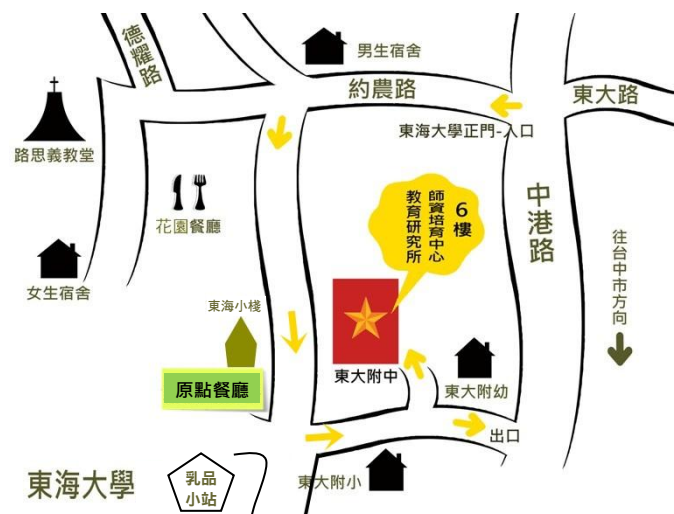 德耀路
男生宿舍
約農路
東大路
東海大學正門-入口
路思義教堂
花園餐廳
6樓
師資培育中心
教育研究所
中港路
往台中市方向
女生宿舍
東海小棧
原點餐廳
東大附中
東大附幼
出口
東海大學
乳品
小站
東大附小